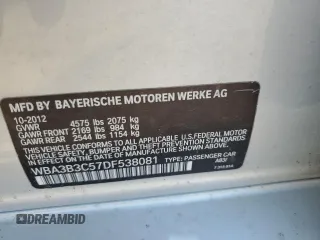 MFD BY BAYERISCHE MOTOREN WERKE AG
10-2012
GVWR 4575 lbs 2075 kg
GAWR FRONT 2169 lbs 984 kg
GAWR REAR 2544 lbs 1154 kg
THIS VEHICLE CONFORMS TO ALL APPLICABLE U.S.FEDERAL
MOTOR VEHICLE SAFETY, BUMPER, AND THEFT PREVENTION
STANDARDS IN EFFECT ON THE DATE OF MANUFACTURE SHOWN ABOVE.
WBA3B3C57DF538081 TYPE: PASSENGER CAR
AUTOBIDMASTER